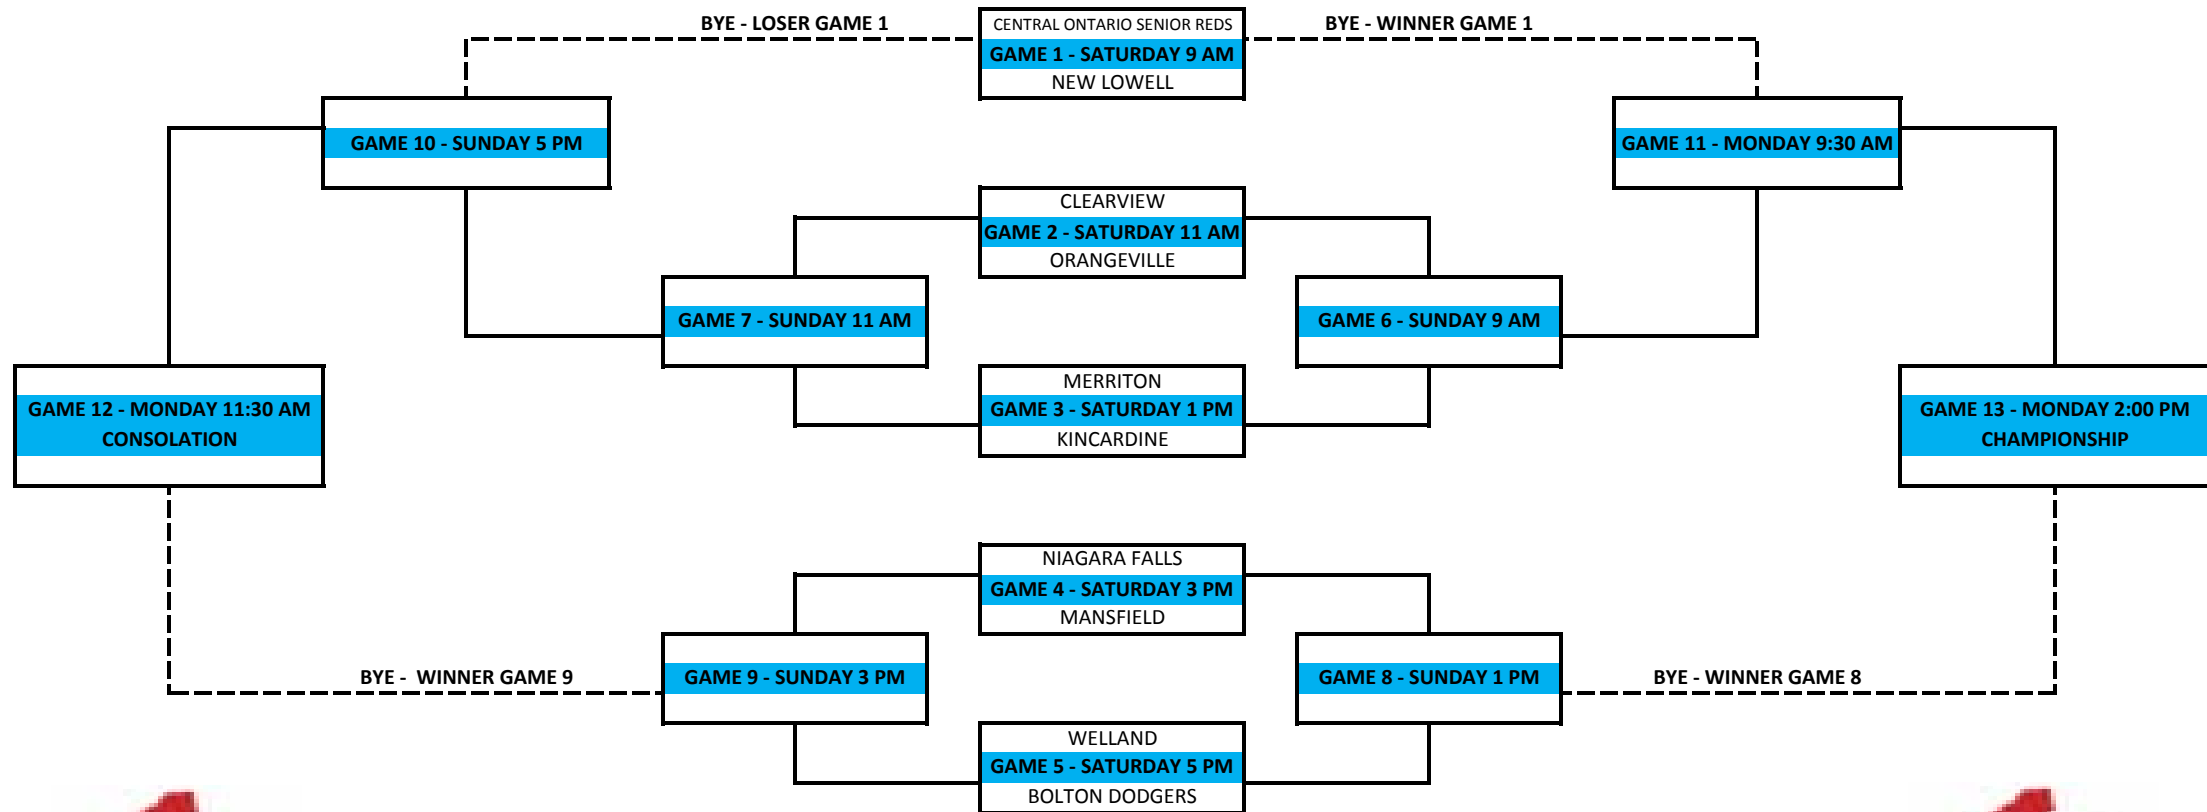 BYE - LOSER GAME 1
CENTRAL ONTARIO SENIOR REDS
BYE - WINNER GAME 1
GAME 1 - SATURDAY 9 AM
NEW LOWELL
GAME 10 - SUNDAY 5 PM
GAME 11 - MONDAY 9:30 AM
CLEARVIEW
GAME 2 - SATURDAY 11 AM
ORANGEVILLE
GAME 7 - SUNDAY 11 AM
GAME 6 - SUNDAY 9 AM
MERRITON
GAME 3 - SATURDAY 1 PM
KINCARDINE
GAME 12 - MONDAY 11:30 AM
CONSOLATION
GAME 13 - MONDAY 2:00 PM
CHAMPIONSHIP
NIAGARA FALLS
GAME 4 - SATURDAY 3 PM
MANSFIELD
BYE -  WINNER GAME 9
GAME 9 - SUNDAY 3 PM
GAME 8 - SUNDAY 1 PM
BYE - WINNER GAME 8
WELLAND
GAME 5 - SATURDAY 5 PM
BOLTON DODGERS